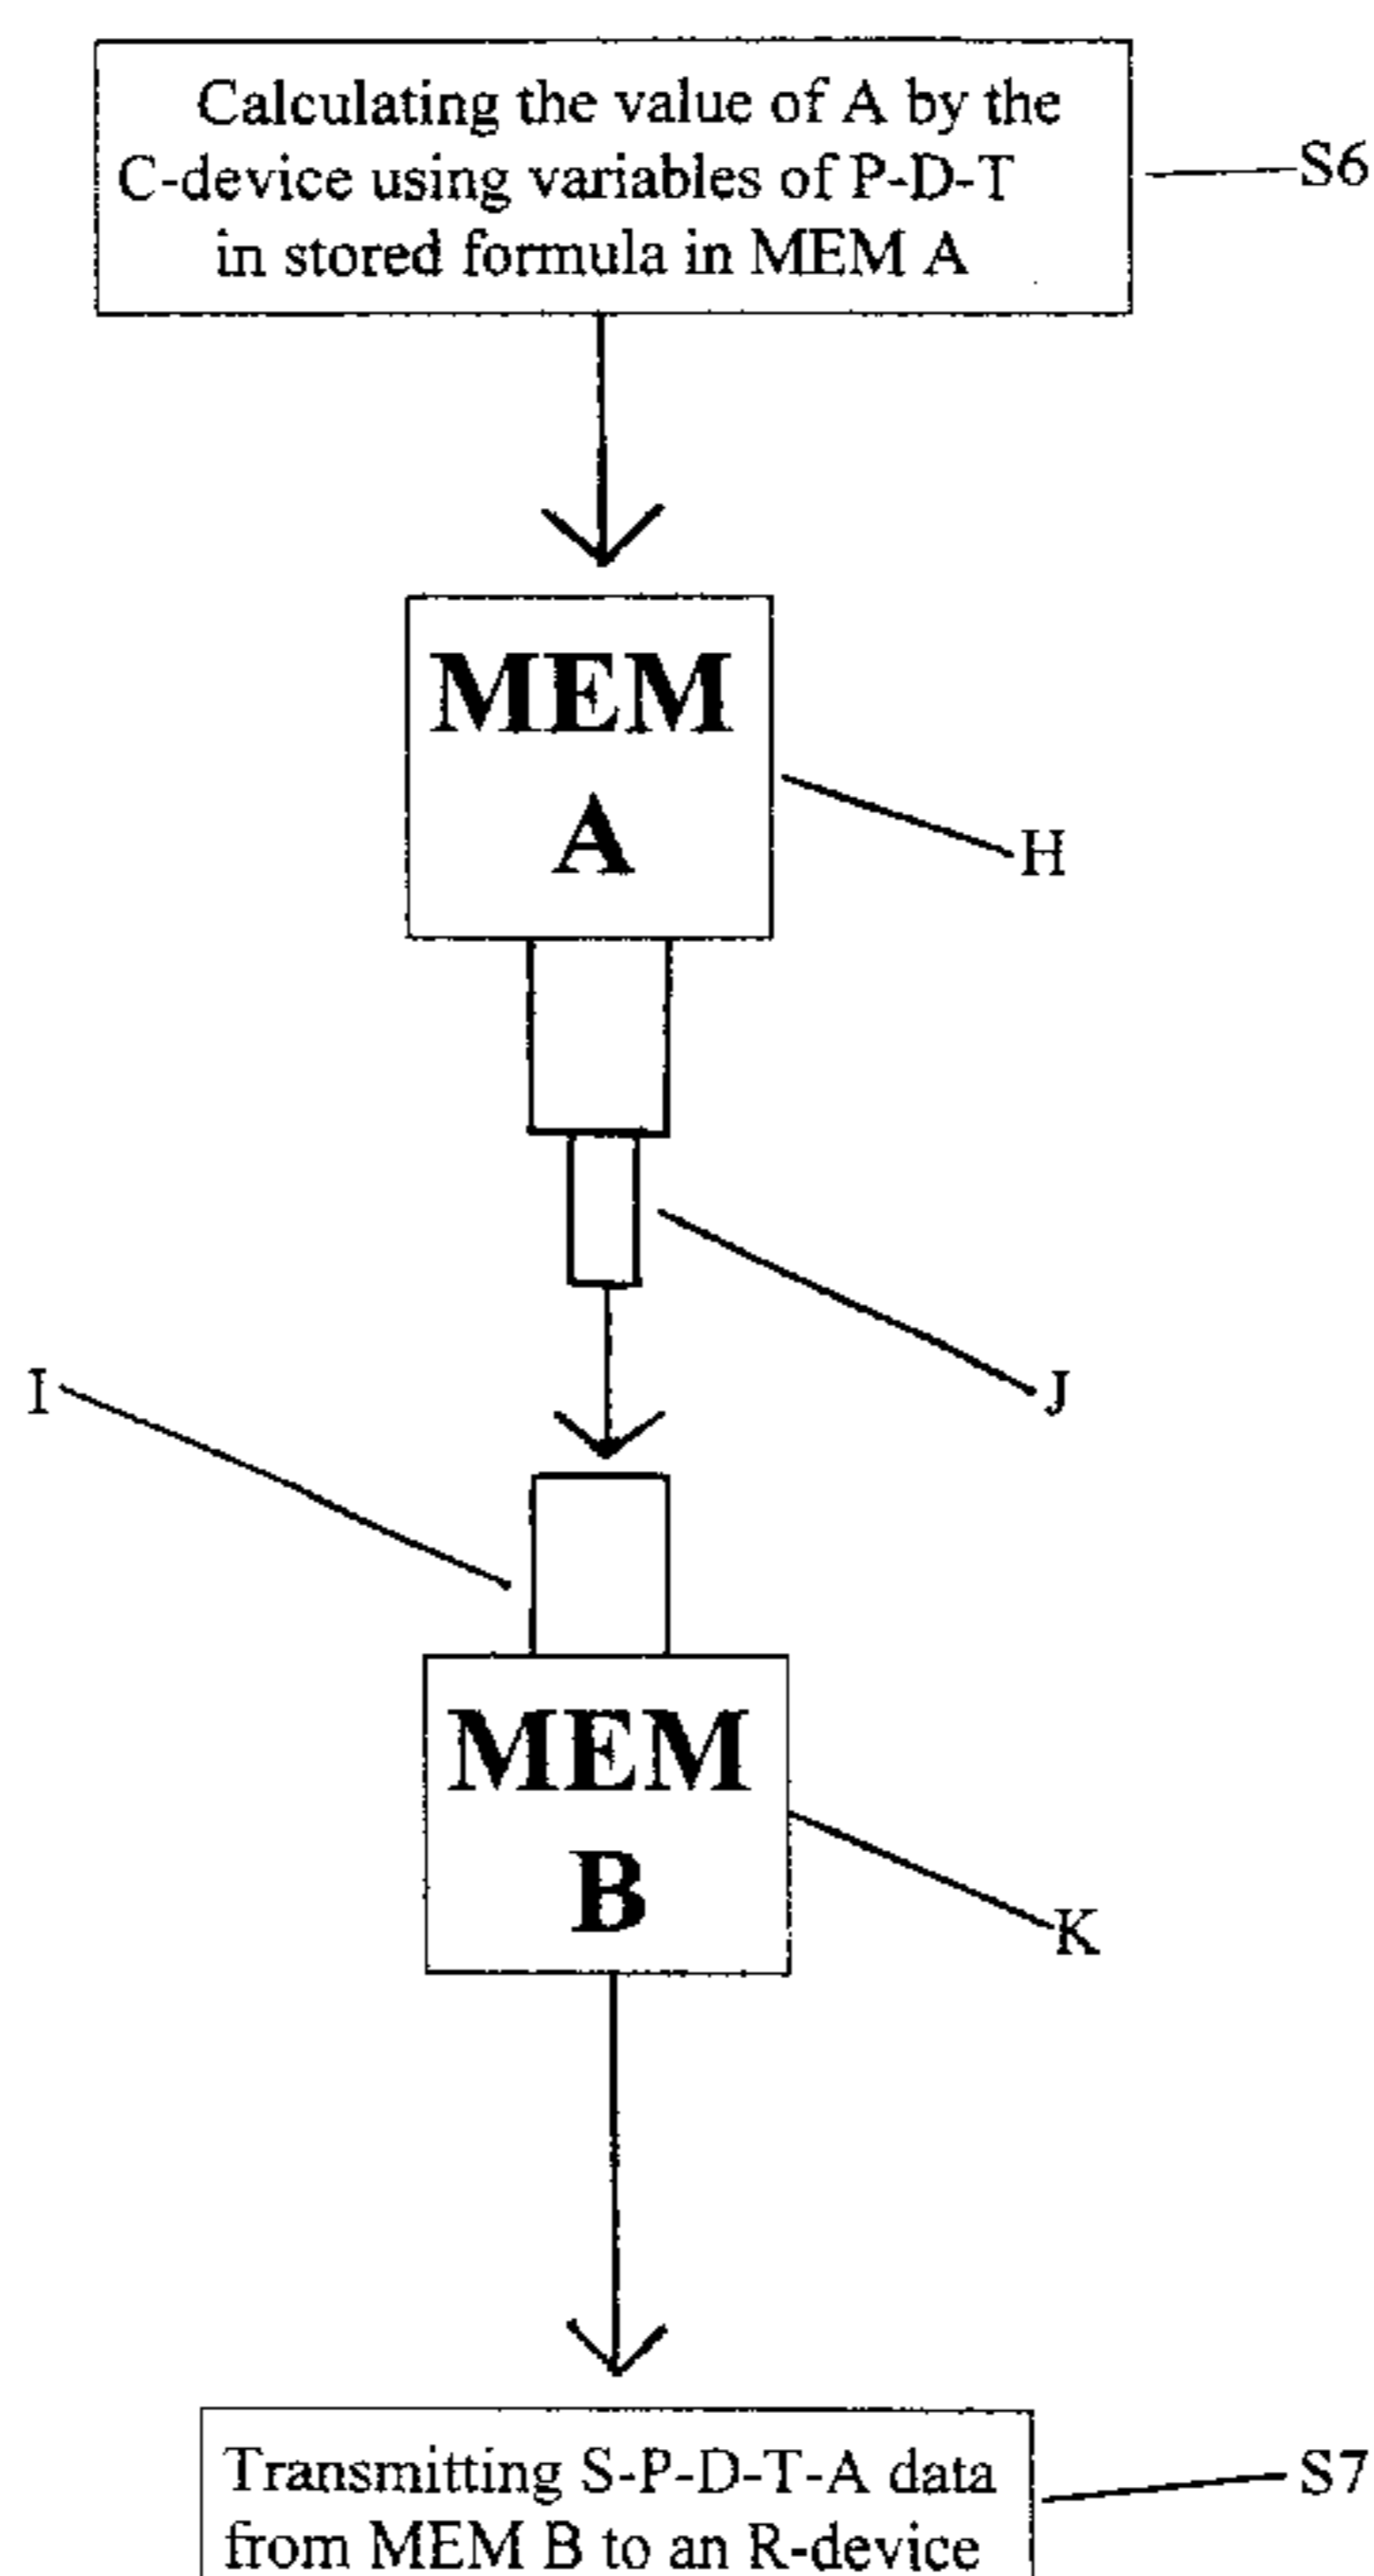 Calculating the value of A by the
C-device using variables of P-D-T
in stored formula in MEM A
S6
MEM
A
H
J
I
MEM
B
K
Transmitting S-P-D-T-A data
from MEM B to an R-device
S7